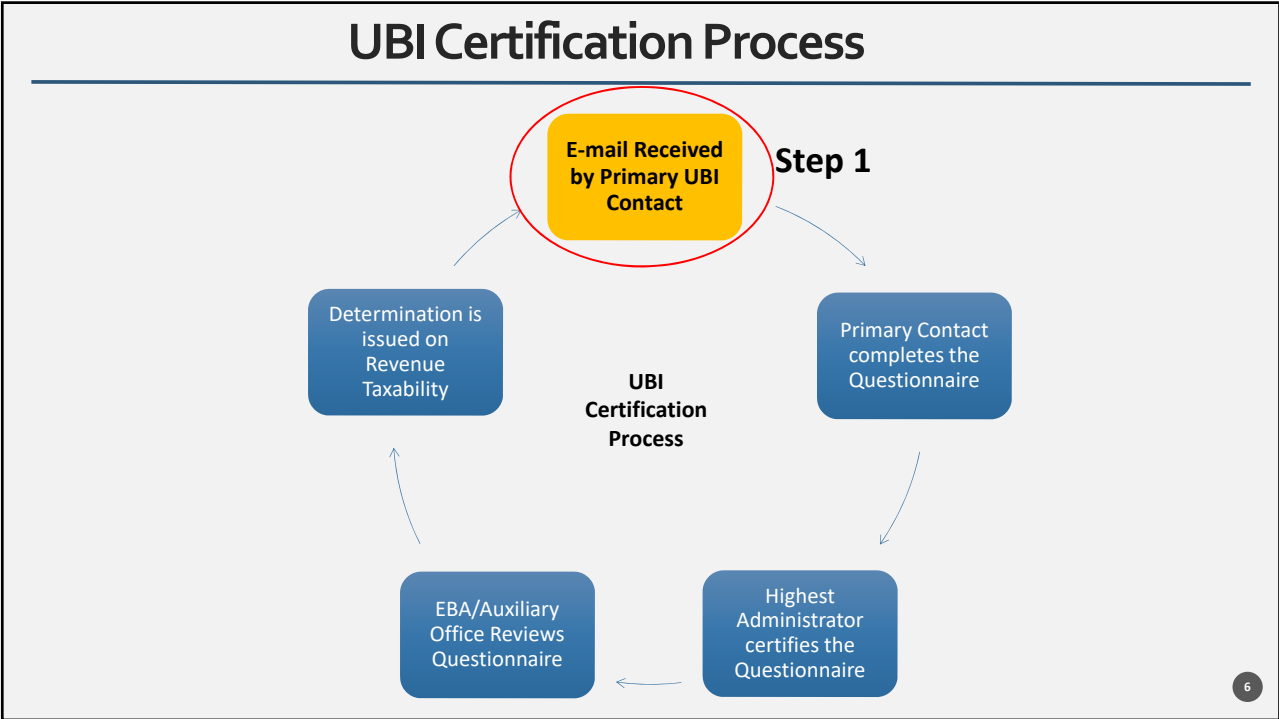 UBI Certification Process
E-mail Received
by Primary UBI
Contact
Step 1
Primary Contact
completes the
Questionnaire
Highest
Administrator
certifies the
Questionnaire
EBA/Auxiliary
Office Reviews
Questionnaire
Determination is
issued on
Revenue
Taxability
UBI
Certification
Process
6